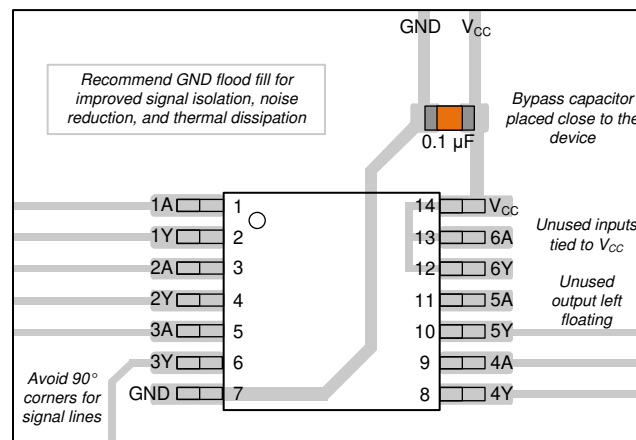 GND VCC
Recommend GND flood fill for
improved signal isolation, noise
reduction, and thermal dissipation
Bypass capacitor
placed close to the
device
0.1 µF
1A 1 14 VCC
1Y 2 13 6A
2A 3 12 6Y
2Y 4 11 5A
3A 5 10 5Y
3Y 6 9 4A
GND 7 8 4Y
Unused inputs
tied to VCC
Unused
output left
floating
Avoid 90°
corners for
signal lines